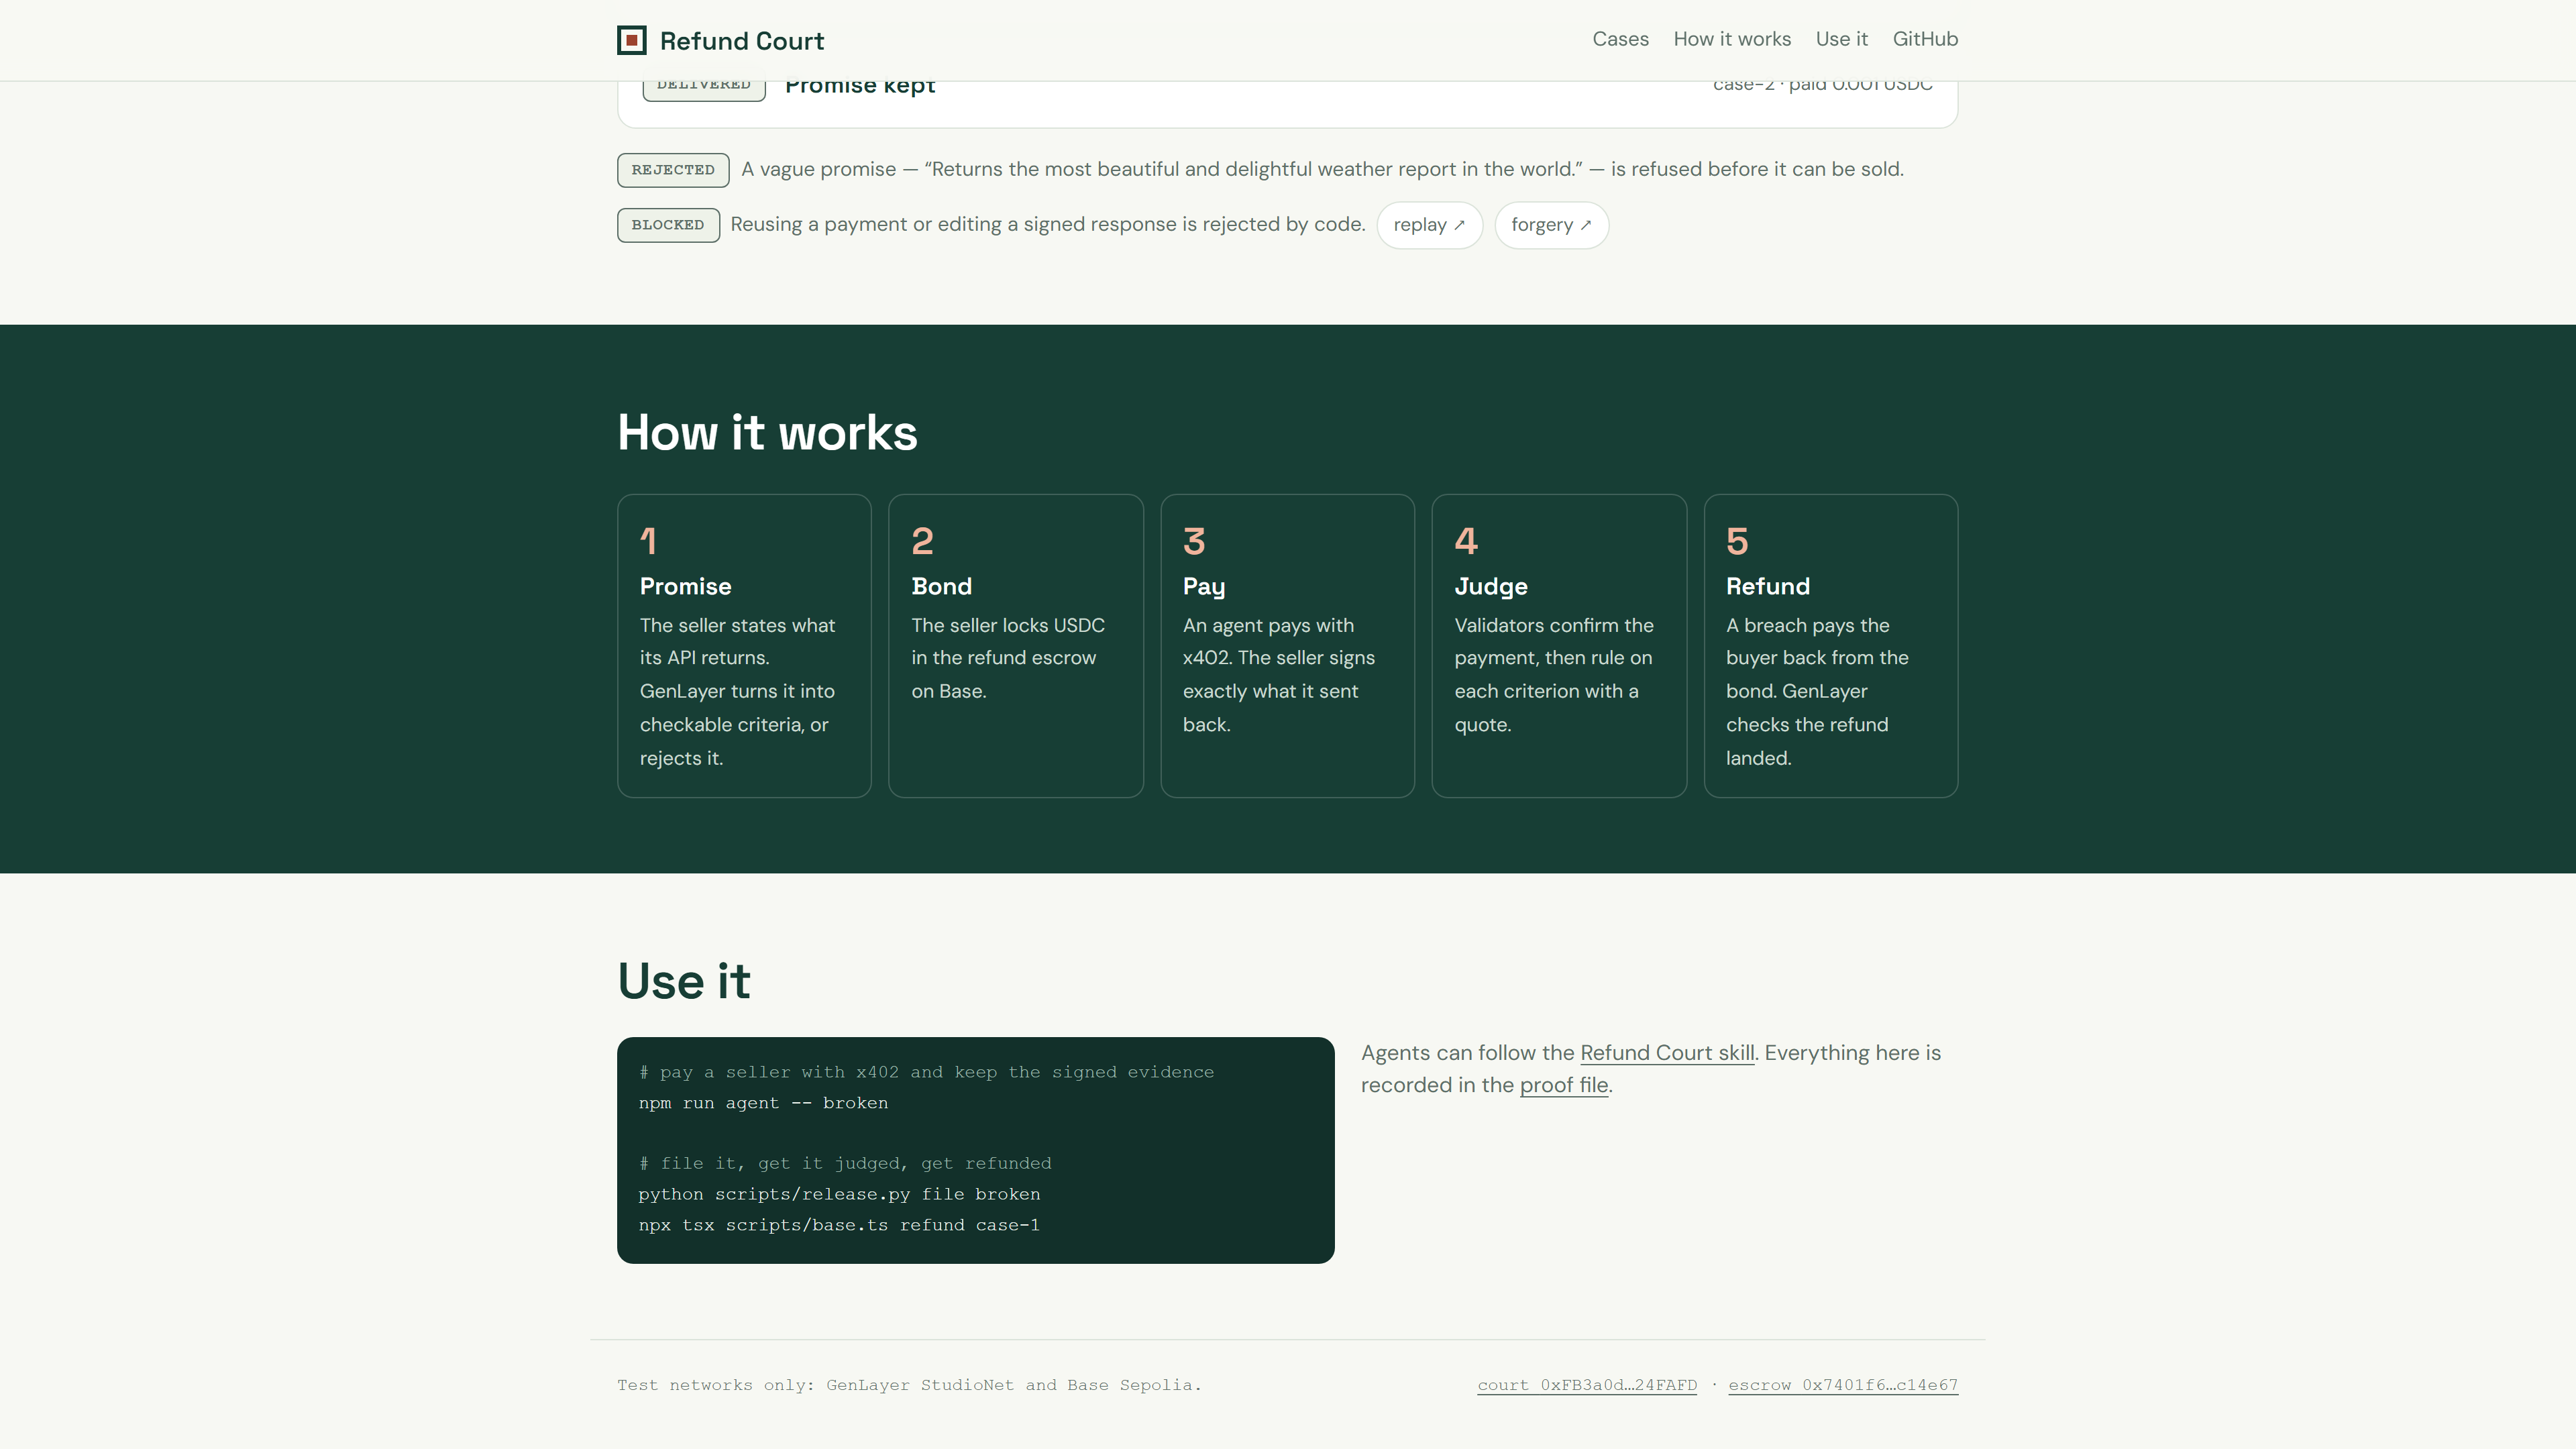 Refund Court
Cases How it works Use it GitHub
DELIVERED Promise kept case-2 · paid 0.001 USDC
REJECTED A vague promise — “Returns the most beautiful and delightful weather report in the world.” — is refused before it can be sold.
BLOCKED Reusing a payment or editing a signed response is rejected by code. replay ↗ forgery ↗
How it works
1
Promise
The seller states what
its API returns.
GenLayer turns it into
checkable criteria, or
rejects it.
2
Bond
The seller locks USDC
in the refund escrow
on Base.
3
Pay
An agent pays with
x402. The seller signs
exactly what it sent
back.
4
Judge
Validators confirm the
payment, then rule on
each criterion with a
quote.
5
Refund
A breach pays the
buyer back from the
bond. GenLayer
checks the refund
landed.
Use it
# pay a seller with x402 and keep the signed evidence
npm run agent -- broken
# file it, get it judged, get refunded
python scripts/release.py file broken
npx tsx scripts/base.ts refund case-1
Agents can follow the Refund Court skill. Everything here is
recorded in the proof file.
Test networks only: GenLayer StudioNet and Base Sepolia.
court 0xFB3a0d…24FAFD · escrow 0x7401f6…c14e67